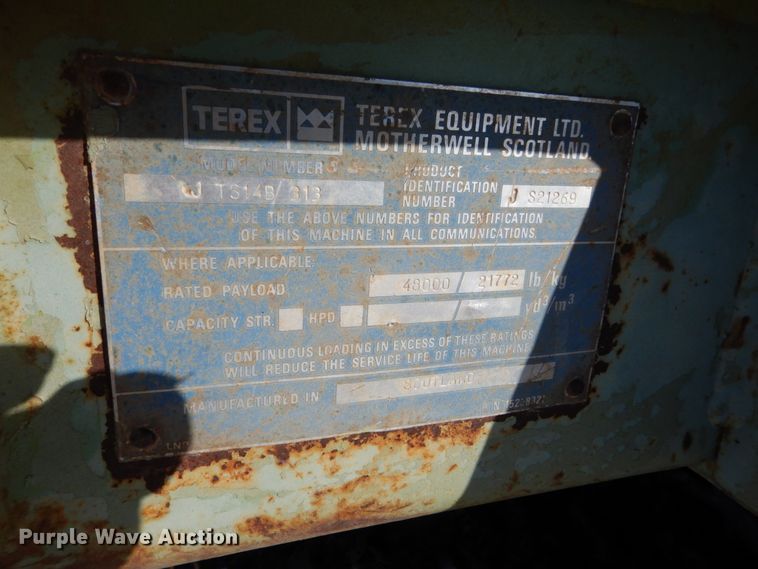 TEREX
TEREX EQUIPMENT LTD.
MOTHERWELL SCOTLAND
MODEL NUMBER
PRODUCT IDENTIFICATION NUMBER
TS14B/313
J S21269
USE THE ABOVE NUMBERS FOR IDENTIFICATION
OF THIS MACHINE IN ALL COMMUNICATIONS.
WHERE APPLICABLE
RATED PAYLOAD 48000 / 21772 lb/kg
CAPACITY STR. HPD / yd³/m³
CONTINUOUS LOADING IN EXCESS OF THESE RATINGS
WILL REDUCE THE SERVICE LIFE OF THIS MACHINE
MANUFACTURED IN SCOTLAND
Purple Wave Auction